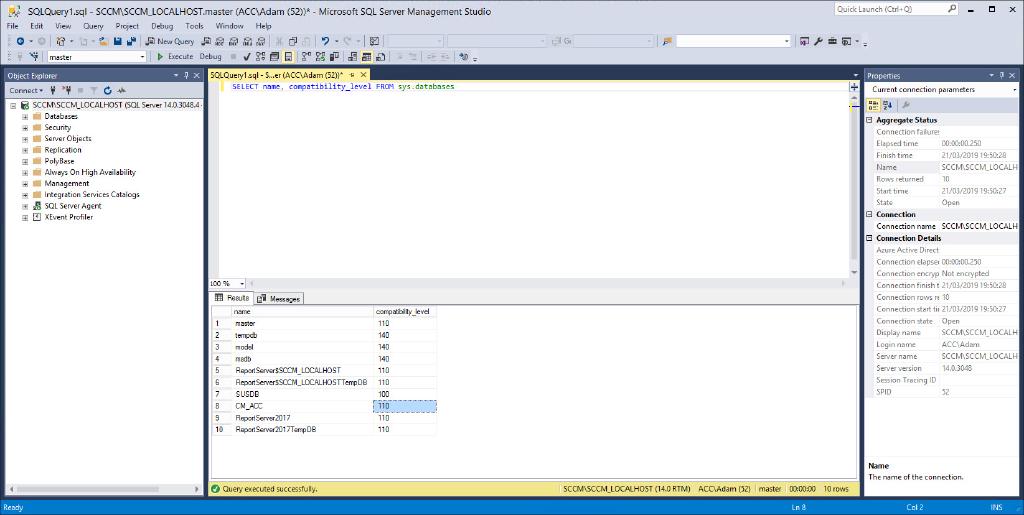 SQLQuery1.sql - SCCM\SCCM_LOCALHOST.master (ACC\Adam (52))* - Microsoft SQL Server Management Studio
Quick Launch (Ctrl+Q)
File Edit View Query Project Debug Tools Window Help
New Query
master
Execute Debug
Object Explorer
Connect
SCCM\SCCM_LOCALHOST (SQL Server 14.0.3048.4 -
Databases
Security
Server Objects
Replication
PolyBase
Always On High Availability
Management
Integration Services Catalogs
SQL Server Agent
XEvent Profiler
SQLQuery1.sql - S...er (ACC\Adam (52))*
SELECT name, compatibility_level FROM sys.databases
100 %
Results Messages
name compatibility_level
1 master 110
2 tempdb 140
3 model 140
4 msdb 140
5 ReportServer$SCCM_LOCALHOST 110
6 ReportServer$SCCM_LOCALHOSTTempDB 110
7 SUSDB 100
8 CM_ACC 110
9 ReportServer2017 110
10 ReportServer2017TempDB 110
Query executed successfully.
SCCM\SCCM_LOCALHOST (14.0 RTM) ACC\Adam (52) master 00:00:00 10 rows
Properties
Current connection parameters
Aggregate Status
Connection failures
Elapsed time 00:00:00.250
Finish time 21/03/2019 19:50:28
Name SCCM\SCCM_LOCALH
Rows returned 10
Start time 21/03/2019 19:50:27
State Open
Connection
Connection name SCCM\SCCM_LOCALH
Connection Details
Azure Active Direct
Connection elapse 00:00:00.250
Connection encryp Not encrypted
Connection finish t 21/03/2019 19:50:28
Connection rows re 10
Connection start ti 21/03/2019 19:50:27
Connection state Open
Display name SCCM\SCCM_LOCALH
Login name ACC\Adam
Server name SCCM\SCCM_LOCALH
Server version 14.0.3048
Session Tracing ID
SPID 52
Name
The name of the connection.
Ready
Ln 8 Col 2 INS